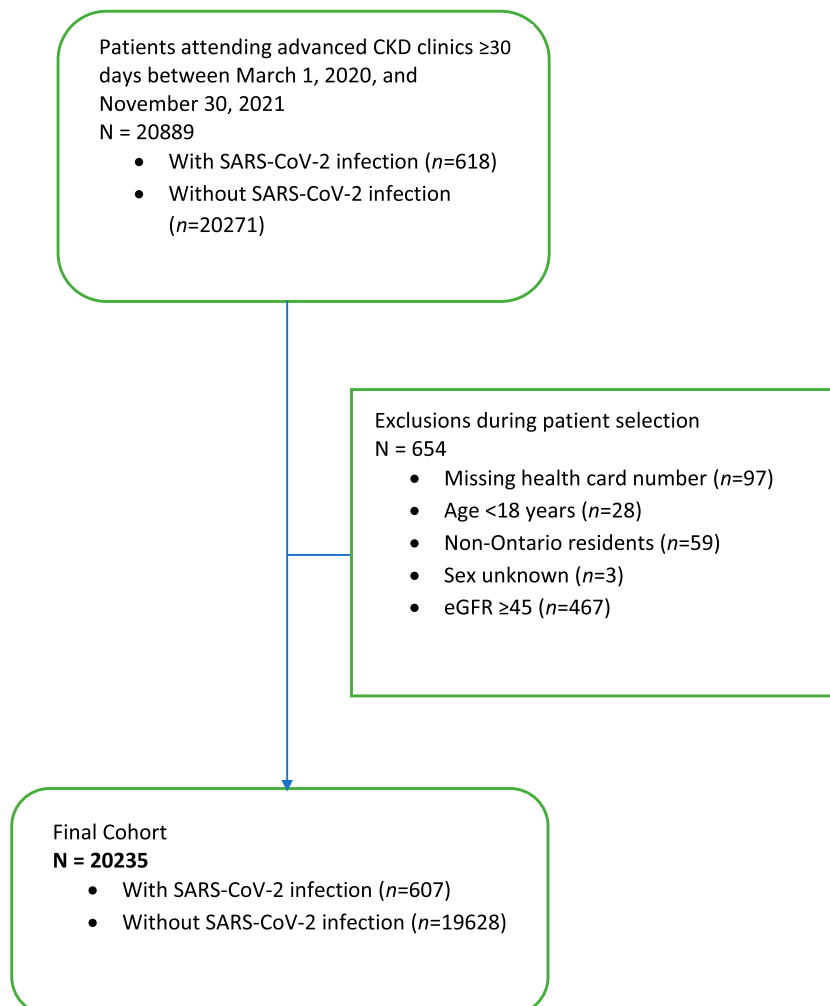 Patients attending advanced CKD clinics ≥30
days between March 1, 2020, and
November 30, 2021
N = 20889
• With SARS-CoV-2 infection (n=618)
• Without SARS-CoV-2 infection
(n=20271)
Exclusions during patient selection
N = 654
• Missing health card number (n=97)
• Age <18 years (n=28)
• Non-Ontario residents (n=59)
• Sex unknown (n=3)
• eGFR ≥45 (n=467)
Final Cohort
N = 20235
• With SARS-CoV-2 infection (n=607)
• Without SARS-CoV-2 infection (n=19628)